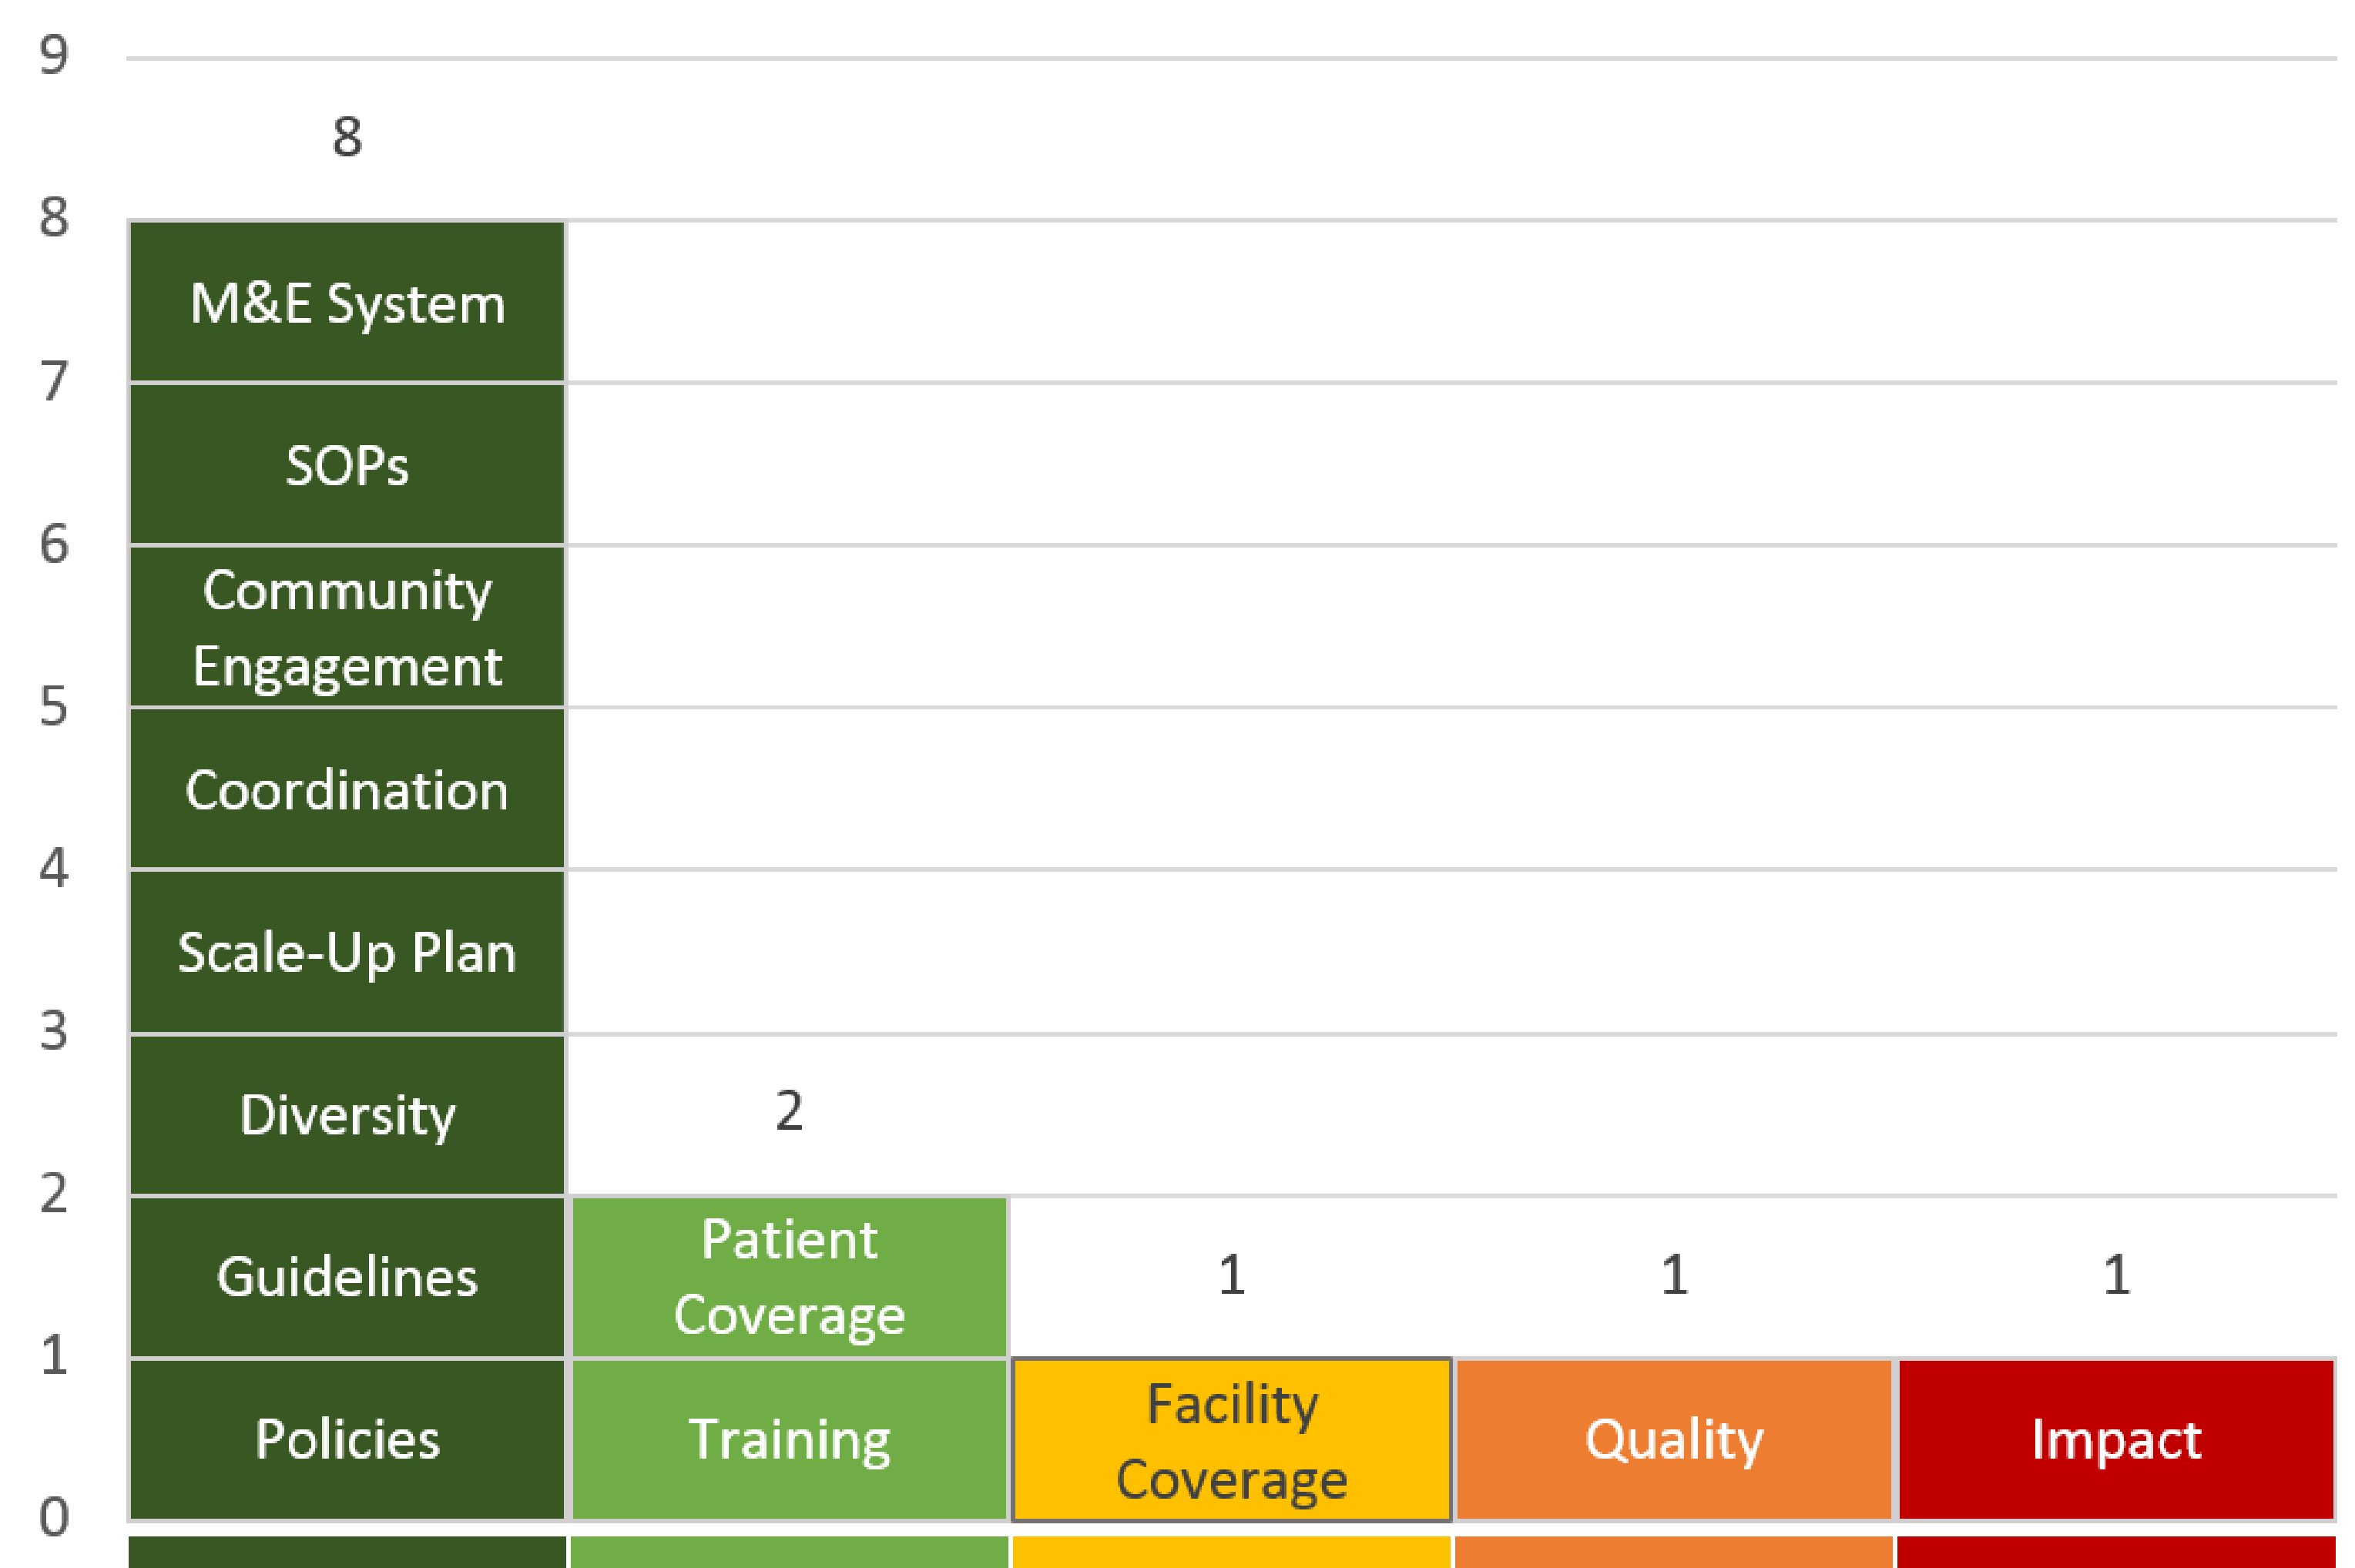 9
8
8
M&E System
7
SOPs
6
Community
Engagement
5
Coordination
4
Scale-Up Plan
3
Diversity
2
2
Guidelines
Patient
Coverage
1
1
1
1
Policies
Training
Facility
Coverage
Quality
Impact
0